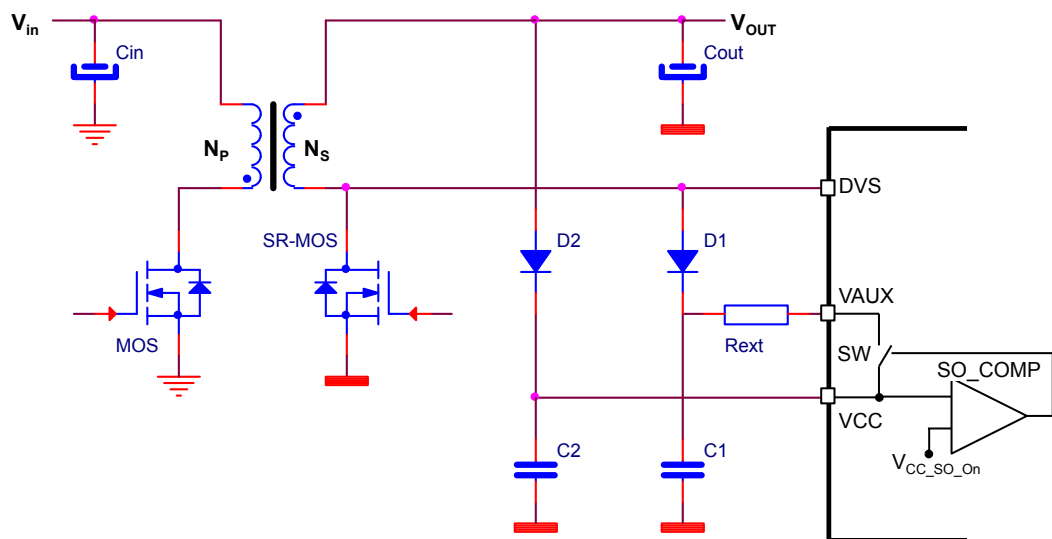 Vin
VOUT
Cin
Cout
NP
NS
DVS
SR-MOS
D2
D1
VAUX
MOS
Rext
SW
SO_COMP
VCC
C2
C1
VCC_SO_On